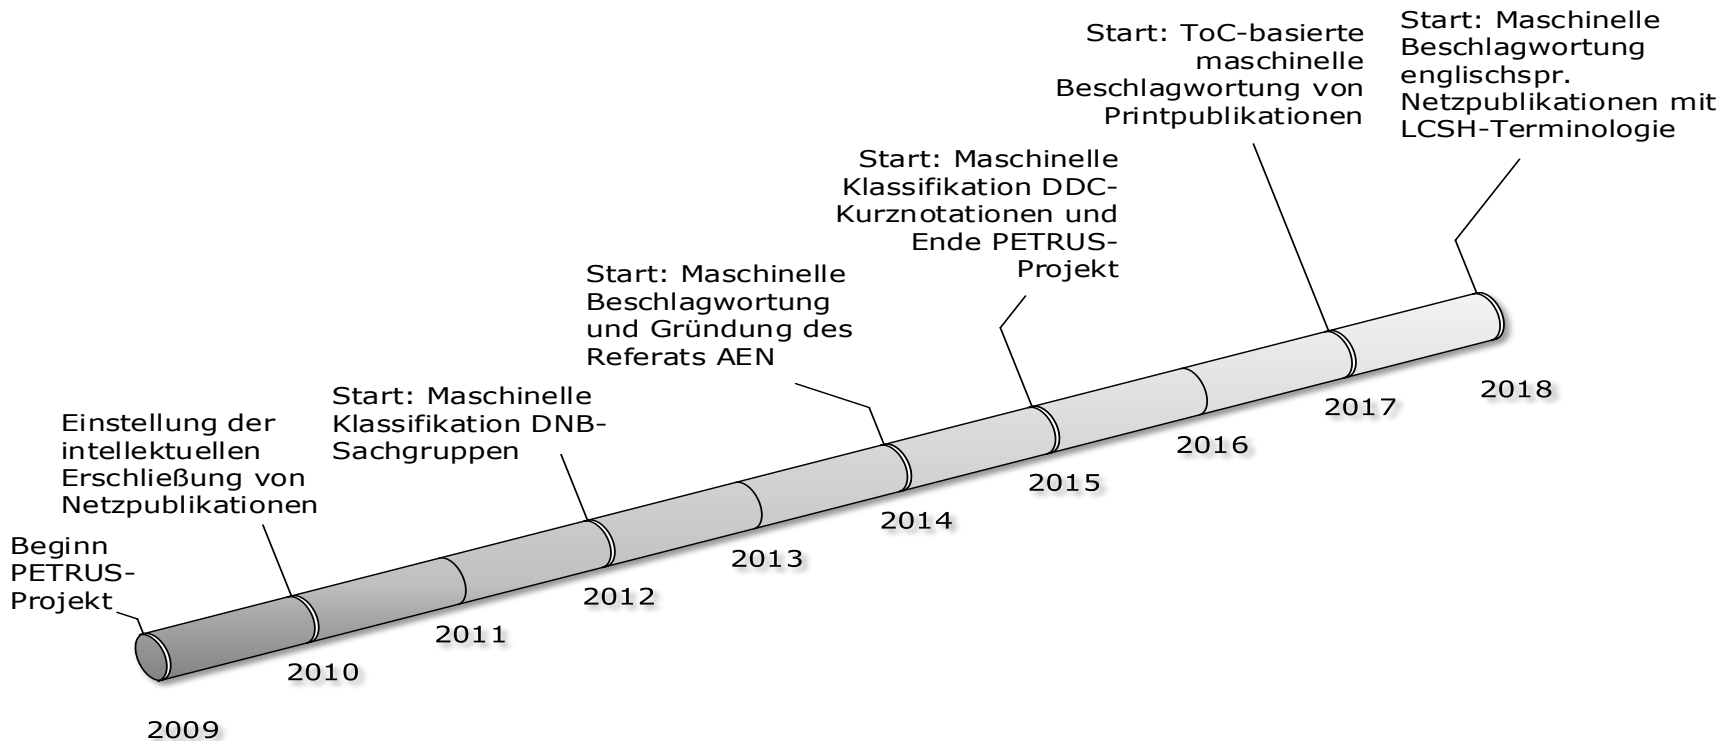 Beginn
PETRUS-
Projekt
Einstellung der
intellektuellen
Erschließung von
Netzpublikationen
Start: Maschinelle
Klassifikation DNB-
Sachgruppen
Start: Maschinelle
Beschlagwortung
und Gründung des
Referats AEN
Start: Maschinelle
Klassifikation DDC-
Kurznotationen und
Ende PETRUS-
Projekt
Start: ToC-basierte
maschinelle
Beschlagwortung von
Printpublikationen
Start: Maschinelle
Beschlagwortung
englischspr.
Netzpublikationen mit
LCSH-Terminologie
2009
2010
2011
2012
2013
2014
2015
2016
2017
2018